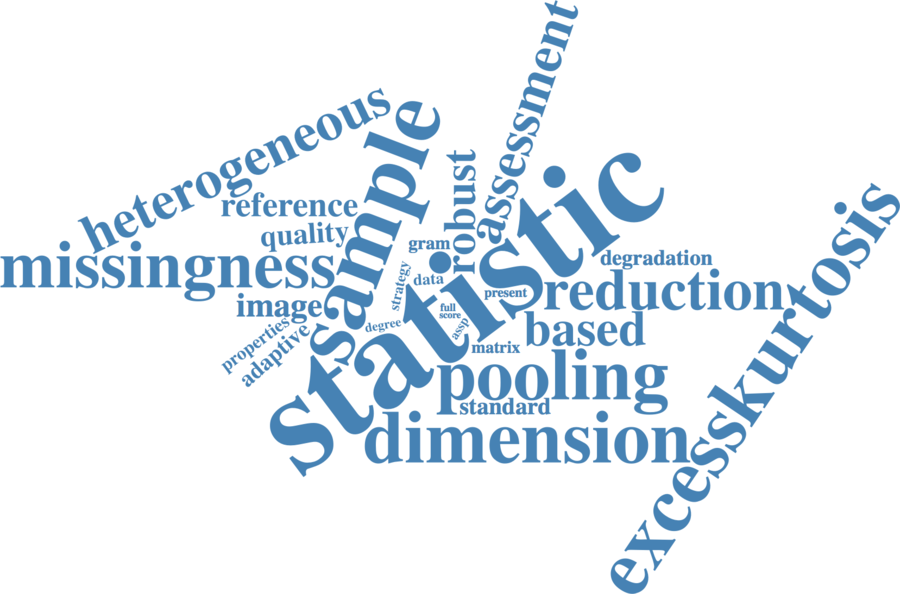 assessment
heterogeneous
sample
robust
statistic
excesskurtosis
reference
quality
gram
missingness
degradation
strategy
data
present
reduction
image
full
score
assp
degree
based
properties
adaptive
matrix
pooling
standard
dimension